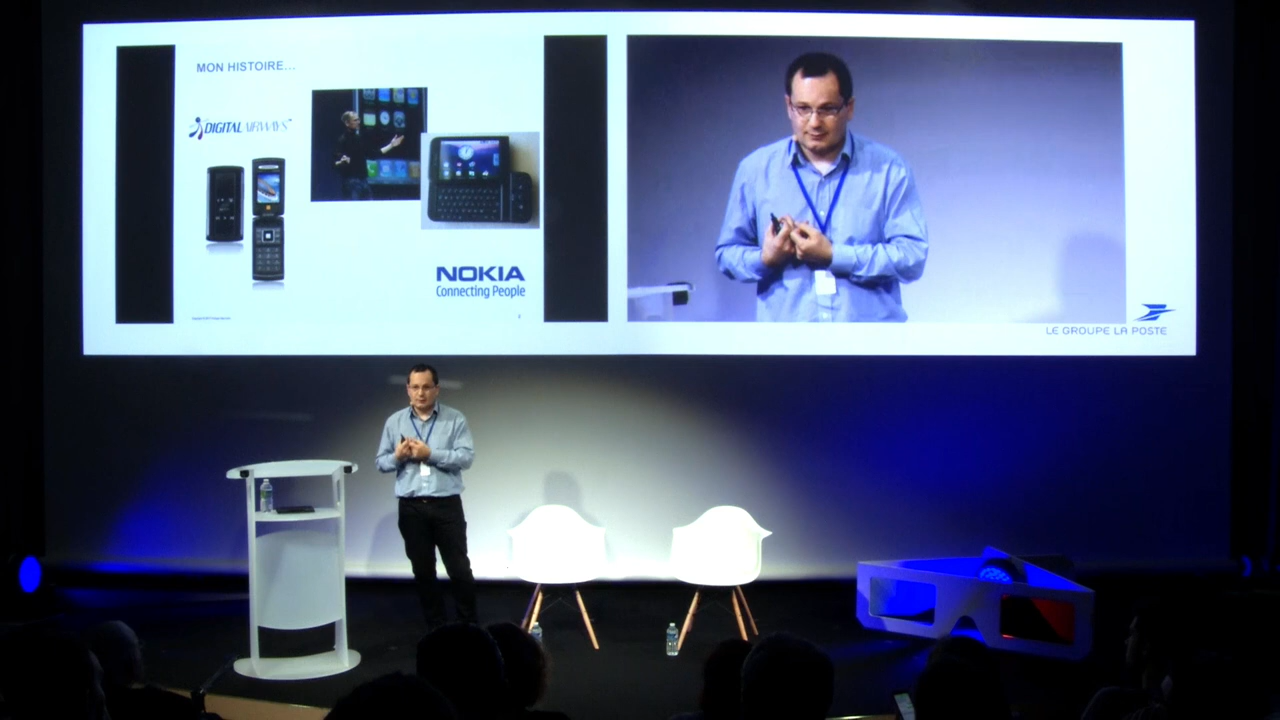 MON HISTOIRE...
DIGITAL AIRWAYS
NOKIA
Connecting People
LE GROUPE LA POSTE